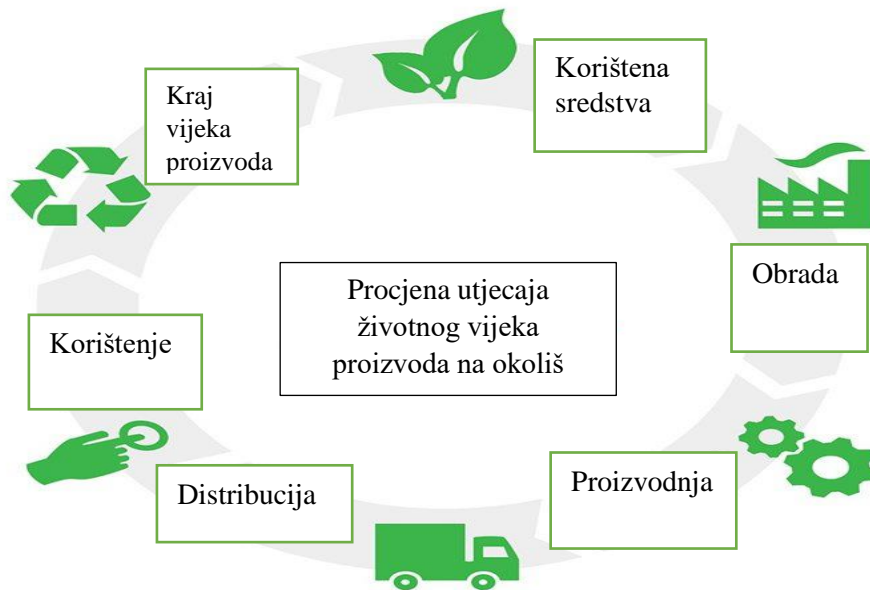 Korištena
sredstva
Obrada
Proizvodnja
Distribucija
Korištenje
Kraj
vijeka
proizvoda
Procjena utjecaja
životnog vijeka
proizvoda na okoliš